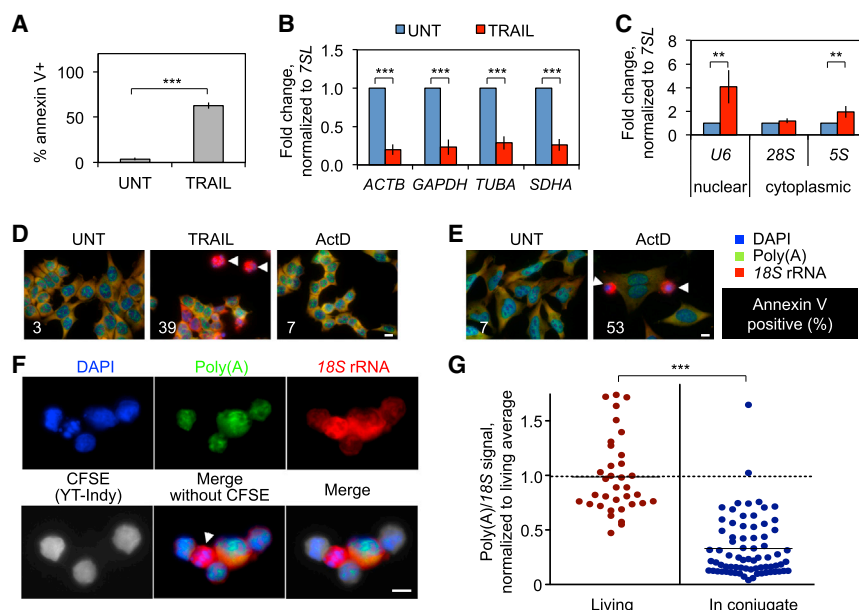 A
% annexin V+
100
50
0
***
UNT
TRAIL
B
UNT
TRAIL
Fold change,
normalized to 7SL
1.5
1.0
0.5
0
***
***
***
***
ACTB
GAPDH
TUBA
SDHA
C
Fold change,
normalized to 7SL
8
6
4
2
0
**
**
U6
28S
5S
nuclear
cytoplasmic
D
UNT
TRAIL
ActD
3
39
7
E
UNT
ActD
7
53
DAPI
Poly(A)
18S rRNA
Annexin V
positive (%)
F
DAPI
Poly(A)
18S rRNA
CFSE
(YT-Indy)
Merge
without CFSE
Merge
G
***
Poly(A)/18S signal,
normalized to living average
1.5
1.0
0.5
0
Living
In conjugate